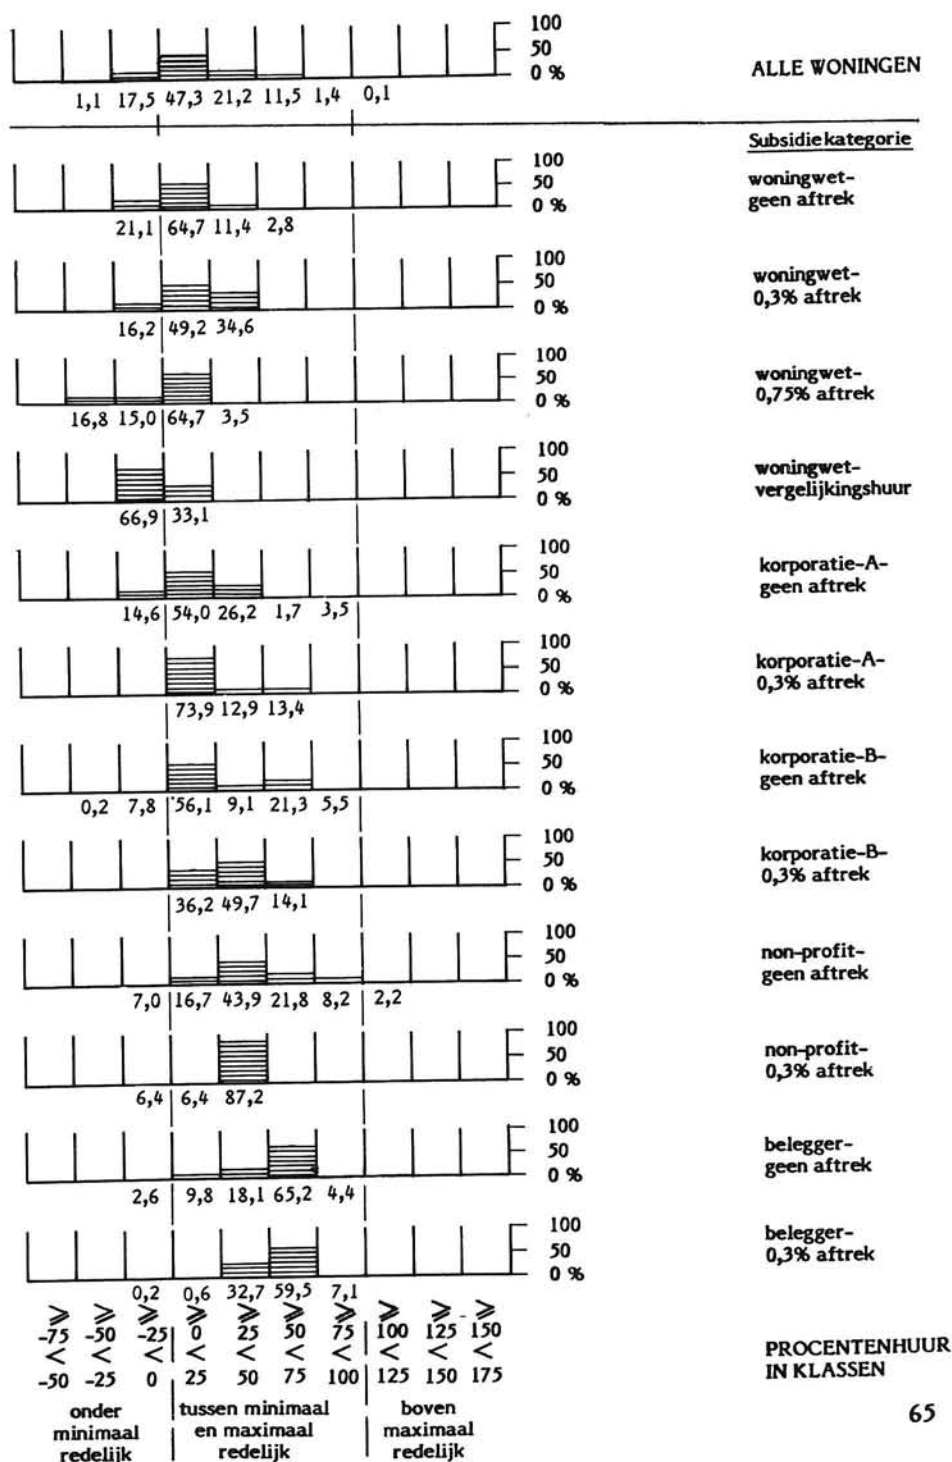 100
50
0 %
ALLE WONINGEN
1,1 17,5 47,3 21,2 11,5 1,4 0,1
Subsidiekategorie
100
50
0 %
woningwet-
geen aftrek
21,1 64,7 11,4 2,8
100
50
0 %
woningwet-
0,3% aftrek
16,2 49,2 34,6
100
50
0 %
woningwet-
0,75% aftrek
16,8 15,0 64,7 3,5
100
50
0 %
woningwet-
vergelijkingshuur
66,9 33,1
100
50
0 %
korporatie-A-
geen aftrek
14,6 54,0 26,2 1,7 3,5
100
50
0 %
korporatie-A-
0,3% aftrek
73,9 12,9 13,4
100
50
0 %
korporatie-B-
geen aftrek
0,2 7,8 56,1 9,1 21,3 5,5
100
50
0 %
korporatie-B-
0,3% aftrek
36,2 49,7 14,1
100
50
0 %
non-profit-
geen aftrek
7,0 16,7 43,9 21,8 8,2 2,2
100
50
0 %
non-profit-
0,3% aftrek
6,4 6,4 87,2
100
50
0 %
belegger-
geen aftrek
2,6 9,8 18,1 65,2 4,4
100
50
0 %
belegger-
0,3% aftrek
0,2 0,6 32,7 59,5 7,1
⩾ ⩾ ⩾ ⩾ ⩾ ⩾ ⩾ ⩾ ⩾ ⩾
-75 -50 -25 0 25 50 75 100 125 150
< < < < < < < < < <
-50 -25 0 25 50 75 100 125 150 175
PROCENTENHUUR
IN KLASSEN
onder
minimaal
redelijk
tussen minimaal
en maximaal
redelijk
boven
maximaal
redelijk
65